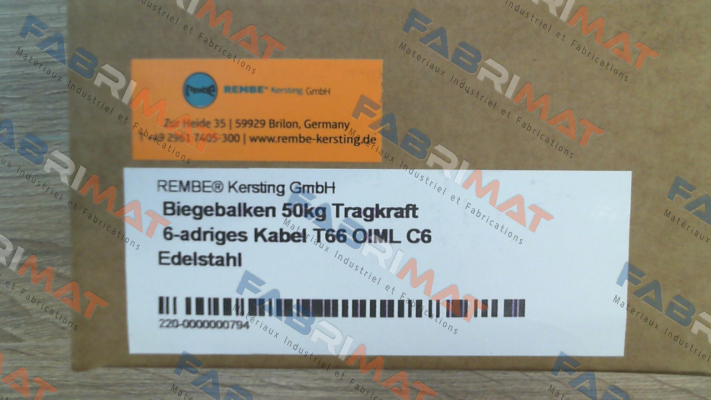 REMBE® Kersting GmbH
Zur Heide 35 | 59929 Brilon, Germany
T +49 2961 7405-300 | www.rembe-kersting.de
REMBE® Kersting GmbH
Biegebalken 50kg Tragkraft
6-adriges Kabel T66 OIML C6
Edelstahl
220-0000000794
FABRIMAT
Materiaux Industriel et Fabrications